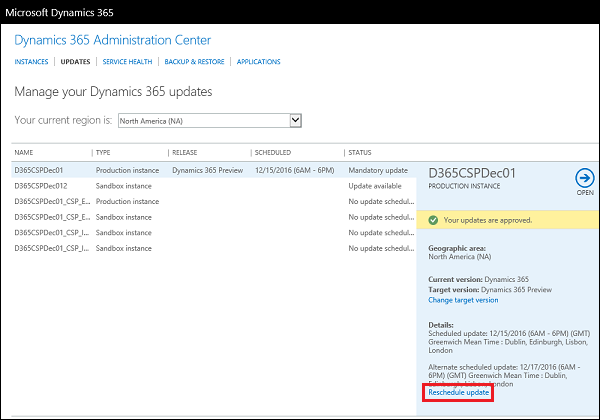 Microsoft Dynamics 365
Dynamics 365 Administration Center
INSTANCES | UPDATES | SERVICE HEALTH | BACKUP & RESTORE | APPLICATIONS
Manage your Dynamics 365 updates
Your current region is: North America (NA)
NAME TYPE RELEASE SCHEDULED STATUS
D365CSPDec01 Production instance Dynamics 365 Preview 12/15/2016 (6AM - 6PM) Mandatory update
D365CSPDec012 Sandbox instance Update available
D365CSPDec01_CSP_E... Production instance No update schedul...
D365CSPDec01_CSP_E... Sandbox instance No update schedul...
D365CSPDec01_CSP_I... Sandbox instance No update schedul...
D365CSPDec01_CSP_I... Sandbox instance No update schedul...
D365CSPDec01
PRODUCTION INSTANCE
OPEN
Your updates are approved.
Geographic area:
North America (NA)
Current version: Dynamics 365
Target version: Dynamics 365 Preview
Change target version
Details:
Scheduled update: 12/15/2016 (6AM - 6PM) (GMT)
Greenwich Mean Time : Dublin, Edinburgh, Lisbon,
London
Alternate scheduled update: 12/17/2016 (6AM -
6PM) (GMT) Greenwich Mean Time : Dublin,
Edinburgh, Lisbon, London
Reschedule update